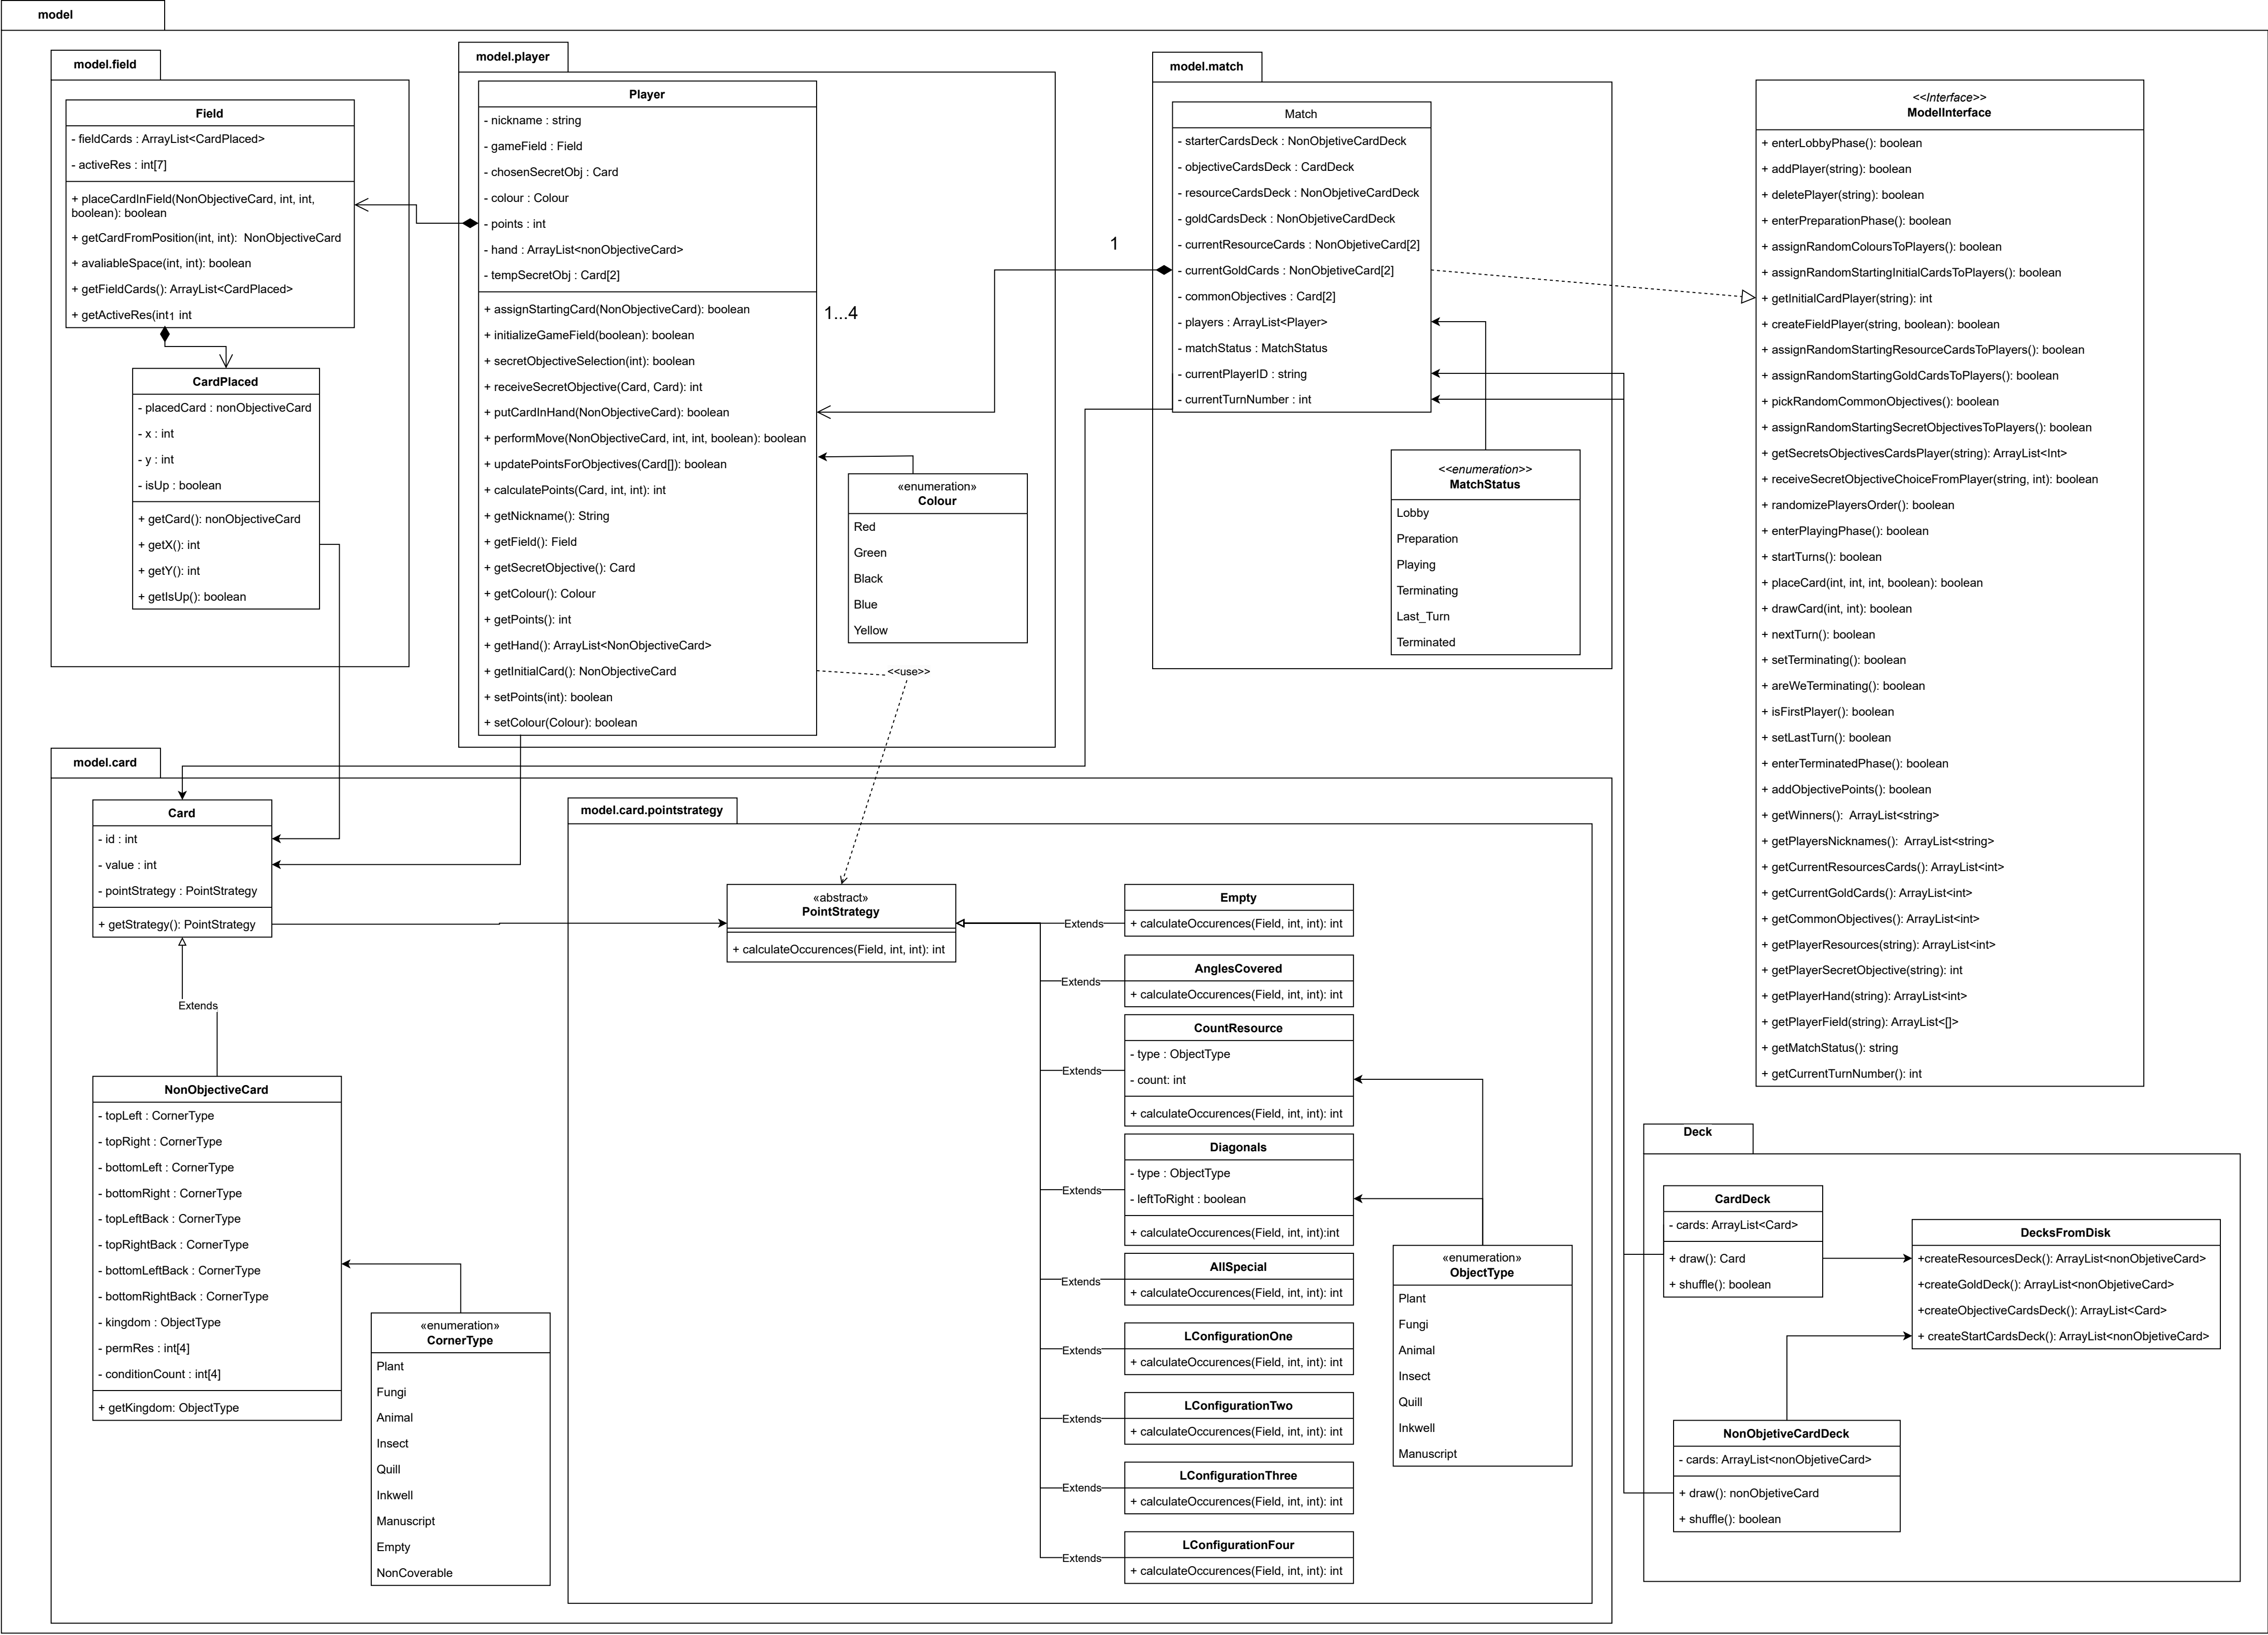 model
model.field
Field
- fieldCards : ArrayList<CardPlaced>
- activeRes : int[7]
+ placeCardInField(NonObjectiveCard, int, int,
boolean): boolean
+ getCardFromPosition(int, int):  NonObjectiveCard
+ avaliableSpace(int, int): boolean
+ getFieldCards(): ArrayList<CardPlaced>
+ getActiveRes(int1 int
CardPlaced
- placedCard : nonObjectiveCard
- x : int
- y : int
- isUp : boolean
+ getCard(): nonObjectiveCard
+ getX(): int
+ getY(): int
+ getIsUp(): boolean
model.player
Player
- nickname : string
- gameField : Field
- chosenSecretObj : Card
- colour : Colour
- points : int
- hand : ArrayList<nonObjectiveCard>
- tempSecretObj : Card[2]
+ assignStartingCard(NonObjectiveCard): boolean
+ initializeGameField(boolean): boolean
+ secretObjectiveSelection(int): boolean
+ receiveSecretObjective(Card, Card): int
+ putCardInHand(NonObjectiveCard): boolean
+ performMove(NonObjectiveCard, int, int, boolean): boolean
+ updatePointsForObjectives(Card[]): boolean
+ calculatePoints(Card, int, int): int
+ getNickname(): String
+ getField(): Field
+ getSecretObjective(): Card
+ getColour(): Colour
+ getPoints(): int
+ getHand(): ArrayList<NonObjectiveCard>
+ getInitialCard(): NonObjectiveCard
+ setPoints(int): boolean
+ setColour(Colour): boolean
1...4
1
«enumeration»
Colour
Red
Green
Black
Blue
Yellow
<<use>>
model.match
Match
- starterCardsDeck : NonObjetiveCardDeck
- objectiveCardsDeck : CardDeck
- resourceCardsDeck : NonObjetiveCardDeck
- goldCardsDeck : NonObjetiveCardDeck
- currentResourceCards : NonObjetiveCard[2]
- currentGoldCards : NonObjetiveCard[2]
- commonObjectives : Card[2]
- players : ArrayList<Player>
- matchStatus : MatchStatus
- currentPlayerID : string
- currentTurnNumber : int
<<enumeration>>
MatchStatus
Lobby
Preparation
Playing
Terminating
Last_Turn
Terminated
<<Interface>>
ModelInterface
+ enterLobbyPhase(): boolean
+ addPlayer(string): boolean
+ deletePlayer(string): boolean
+ enterPreparationPhase(): boolean
+ assignRandomColoursToPlayers(): boolean
+ assignRandomStartingInitialCardsToPlayers(): boolean
+ getInitialCardPlayer(string): int
+ createFieldPlayer(string, boolean): boolean
+ assignRandomStartingResourceCardsToPlayers(): boolean
+ assignRandomStartingGoldCardsToPlayers(): boolean
+ pickRandomCommonObjectives(): boolean
+ assignRandomStartingSecretObjectivesToPlayers(): boolean
+ getSecretsObjectivesCardsPlayer(string): ArrayList<Int>
+ receiveSecretObjectiveChoiceFromPlayer(string, int): boolean
+ randomizePlayersOrder(): boolean
+ enterPlayingPhase(): boolean
+ startTurns(): boolean
+ placeCard(int, int, int, boolean): boolean
+ drawCard(int, int): boolean
+ nextTurn(): boolean
+ setTerminating(): boolean
+ areWeTerminating(): boolean
+ isFirstPlayer(): boolean
+ setLastTurn(): boolean
+ enterTerminatedPhase(): boolean
+ addObjectivePoints(): boolean
+ getWinners():  ArrayList<string>
+ getPlayersNicknames():  ArrayList<string>
+ getCurrentResourcesCards(): ArrayList<int>
+ getCurrentGoldCards(): ArrayList<int>
+ getCommonObjectives(): ArrayList<int>
+ getPlayerResources(string): ArrayList<int>
+ getPlayerSecretObjective(string): int
+ getPlayerHand(string): ArrayList<int>
+ getPlayerField(string): ArrayList<[]>
+ getMatchStatus(): string
+ getCurrentTurnNumber(): int
model.card
Card
- id : int
- value : int
- pointStrategy : PointStrategy
+ getStrategy(): PointStrategy
Extends
NonObjectiveCard
- topLeft : CornerType
- topRight : CornerType
- bottomLeft : CornerType
- bottomRight : CornerType
- topLeftBack : CornerType
- topRightBack : CornerType
- bottomLeftBack : CornerType
- bottomRightBack : CornerType
- kingdom : ObjectType
- permRes : int[4]
- conditionCount : int[4]
+ getKingdom: ObjectType
«enumeration»
CornerType
Plant
Fungi
Animal
Insect
Quill
Inkwell
Manuscript
Empty
NonCoverable
model.card.pointstrategy
«abstract»
PointStrategy
+ calculateOccurences(Field, int, int): int
Extends
Empty
+ calculateOccurences(Field, int, int): int
Extends
AnglesCovered
+ calculateOccurences(Field, int, int): int
Extends
CountResource
- type : ObjectType
- count: int
+ calculateOccurences(Field, int, int): int
Extends
Diagonals
- type : ObjectType
- leftToRight : boolean
+ calculateOccurences(Field, int, int):int
Extends
AllSpecial
+ calculateOccurences(Field, int, int): int
Extends
LConfigurationOne
+ calculateOccurences(Field, int, int): int
Extends
LConfigurationTwo
+ calculateOccurences(Field, int, int): int
Extends
LConfigurationThree
+ calculateOccurences(Field, int, int): int
Extends
LConfigurationFour
+ calculateOccurences(Field, int, int): int
«enumeration»
ObjectType
Plant
Fungi
Animal
Insect
Quill
Inkwell
Manuscript
Deck
CardDeck
- cards: ArrayList<Card>
+ draw(): Card
+ shuffle(): boolean
DecksFromDisk
+createResourcesDeck(): ArrayList<nonObjetiveCard>
+createGoldDeck(): ArrayList<nonObjetiveCard>
+createObjectiveCardsDeck(): ArrayList<Card>
+ createStartCardsDeck(): ArrayList<nonObjetiveCard>
NonObjetiveCardDeck
- cards: ArrayList<nonObjetiveCard>
+ draw(): nonObjetiveCard
+ shuffle(): boolean